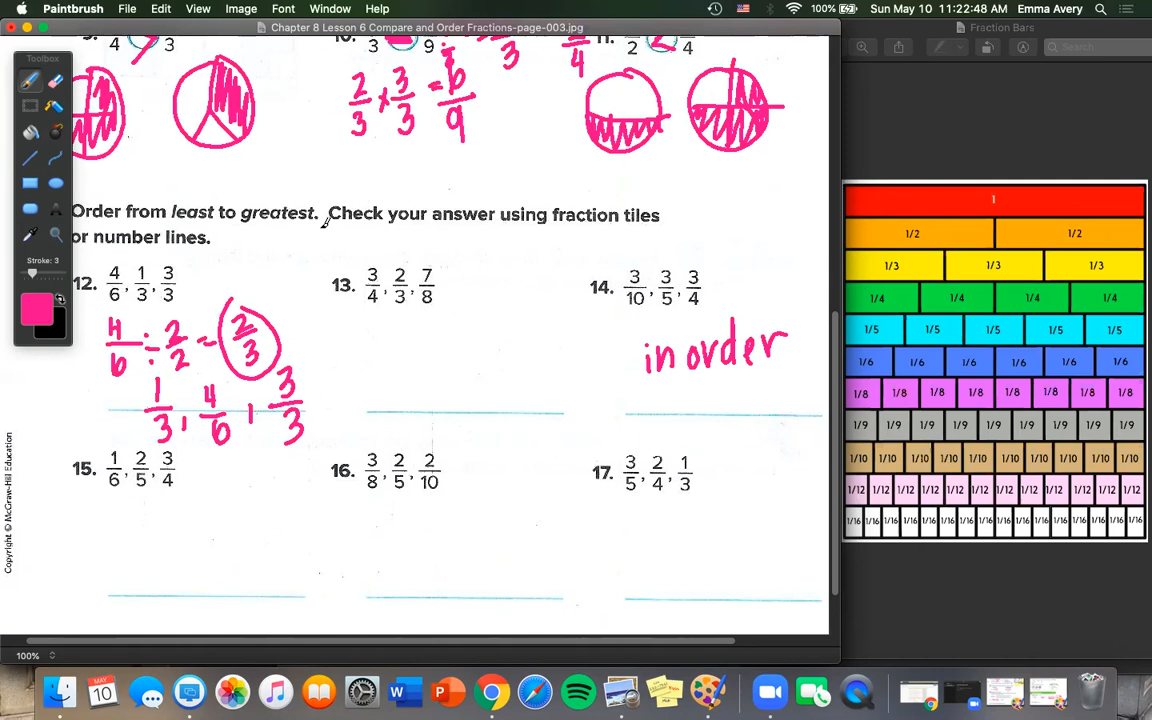 Paintbrush File Edit View Image Font Window Help 100% Sun May 10 11:22:48 AM Emma Avery
Chapter 8 Lesson 6 Compare and Order Fractions-page-003.jpg
Fraction Bars
Toolbox
Search
4 3
3 9
2 4
2/3 × 3/3 = 6/9
3
4
Order from least to greatest. Check your answer using fraction tiles
or number lines.
12. 4/6, 1/3, 3/3
13. 3/4, 2/3, 7/8
14. 3/10, 3/5, 3/4
4/6 ÷ 2/2 = 2/3
in order
1/3, 4/6, 3/3
15. 1/6, 2/5, 3/4
16. 3/8, 2/5, 2/10
17. 3/5, 2/4, 1/3
Copyright © McGraw-Hill Education
Stroke: 3
100%
1
1/2 1/2
1/3 1/3 1/3
1/4 1/4 1/4 1/4
1/5 1/5 1/5 1/5 1/5
1/6 1/6 1/6 1/6 1/6 1/6
1/8 1/8 1/8 1/8 1/8 1/8 1/8 1/8
1/9 1/9 1/9 1/9 1/9 1/9 1/9 1/9 1/9
1/10 1/10 1/10 1/10 1/10 1/10 1/10 1/10 1/10 1/10
1/12 1/12 1/12 1/12 1/12 1/12 1/12 1/12 1/12 1/12 1/12 1/12
1/16 1/16 1/16 1/16 1/16 1/16 1/16 1/16 1/16 1/16 1/16 1/16 1/16 1/16 1/16 1/16
MAY
10